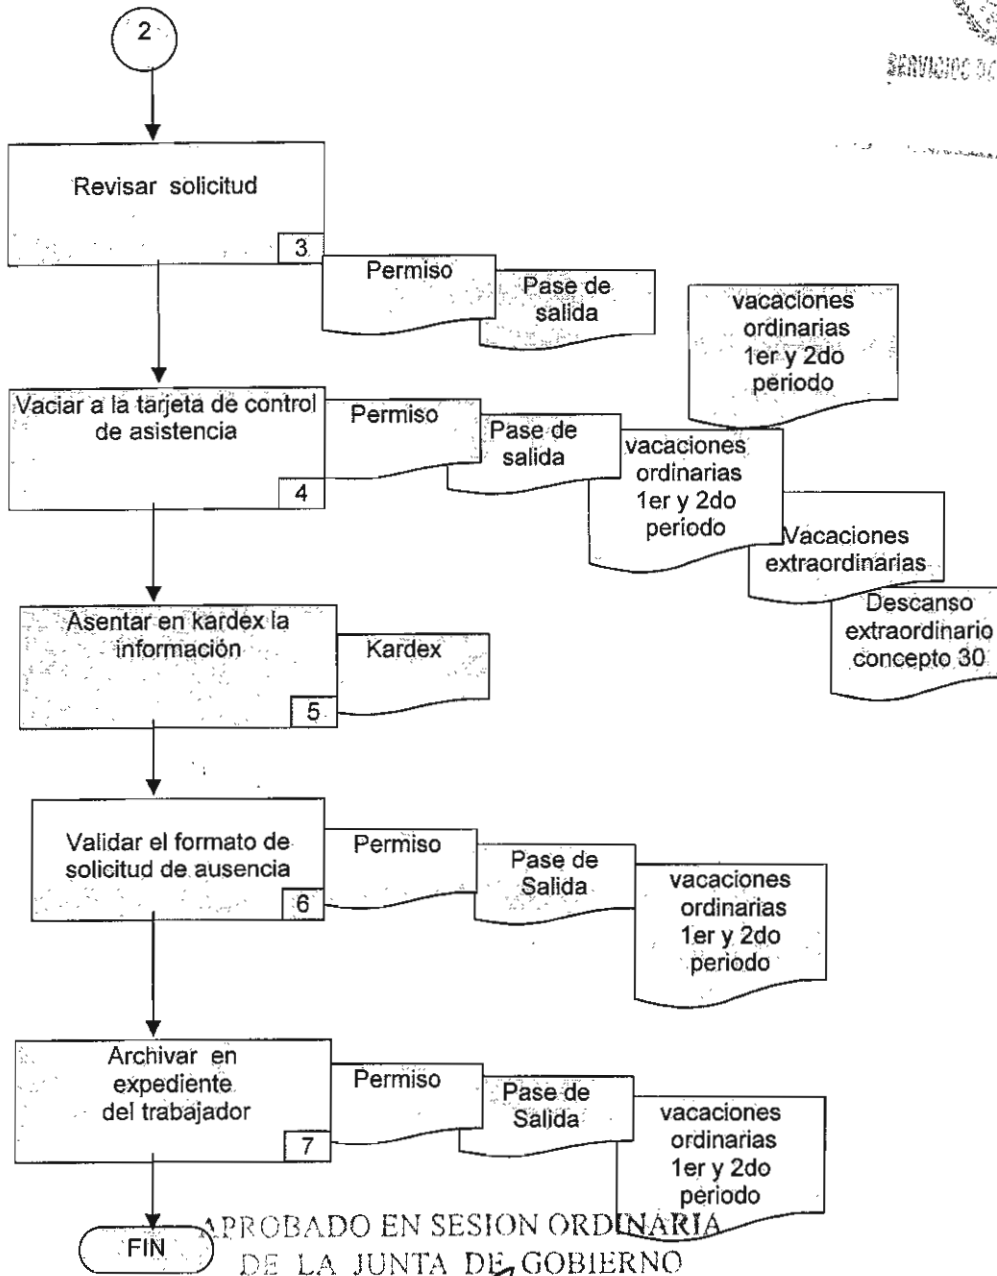 2
SERVICIOS DE
Revisar solicitud
3
Permiso
Pase de
salida
vacaciones
ordinarias
1er y 2do
periodo
Vaciar a la tarjeta de control
de asistencia
4
Permiso
Pase de
salida
vacaciones
ordinarias
1er y 2do
periodo
Vacaciones
extraordinarias
Descanso
extraordinario
concepto 30
Asentar en kardex la
información
5
Kardex
Validar el formato de
solicitud de ausencia
6
Permiso
Pase de
Salida
vacaciones
ordinarias
1er y 2do
periodo
Archivar en
expediente
del trabajador
7
Permiso
Pase de
Salida
vacaciones
ordinarias
1er y 2do
periodo
FIN
APROBADO EN SESION ORDINARIA
DE LA JUNTA DE GOBIERNO